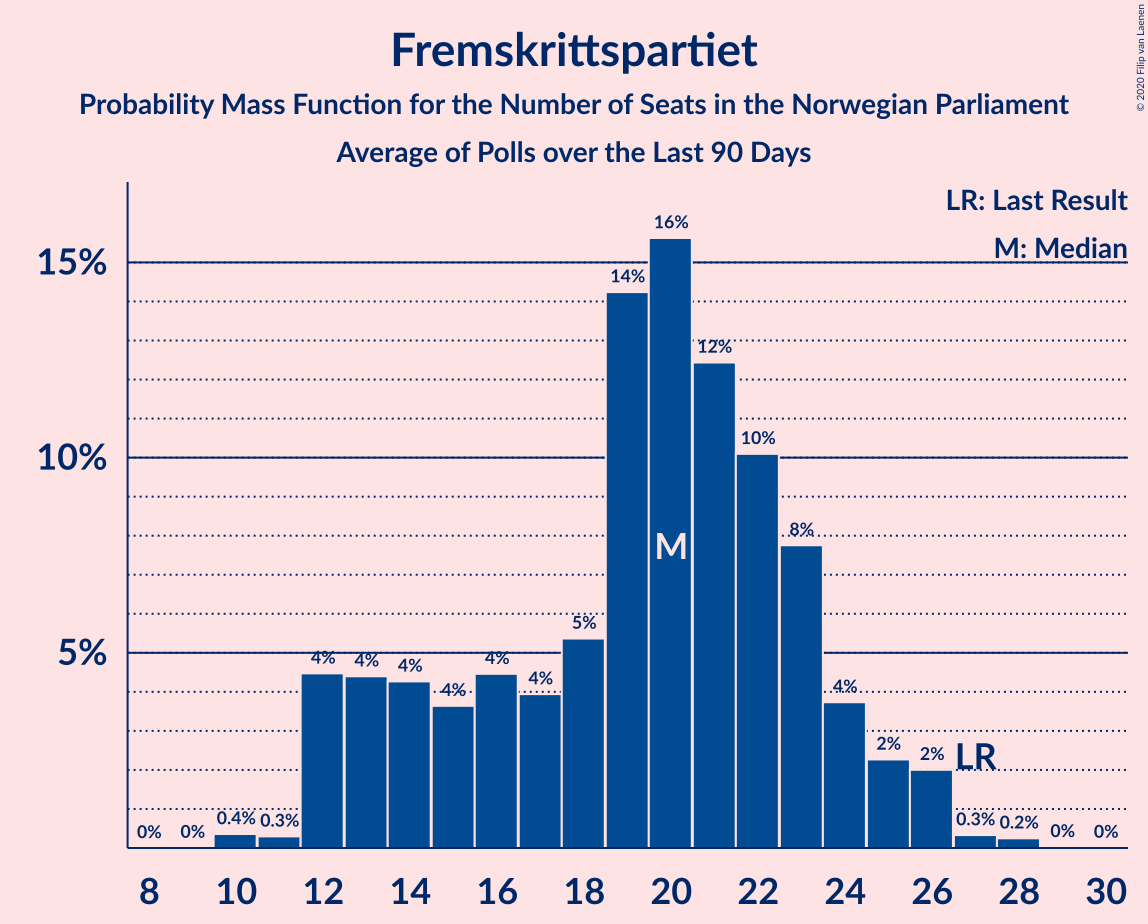 Fremskrittspartiet
Probability Mass Function for the Number of Seats in the Norwegian Parliament
Average of Polls over the Last 90 Days
© 2020 Filip van Laenen
LR: Last Result
M: Median
15%
10%
5%
0% 0% 0.4% 0.3% 4% 4% 4% 4% 4% 4% 5% 14% 16% 12% 10% 8% 4% 2% 2% 0.3% 0.2% 0% 0%
M
LR
8 10 12 14 16 18 20 22 24 26 28 30